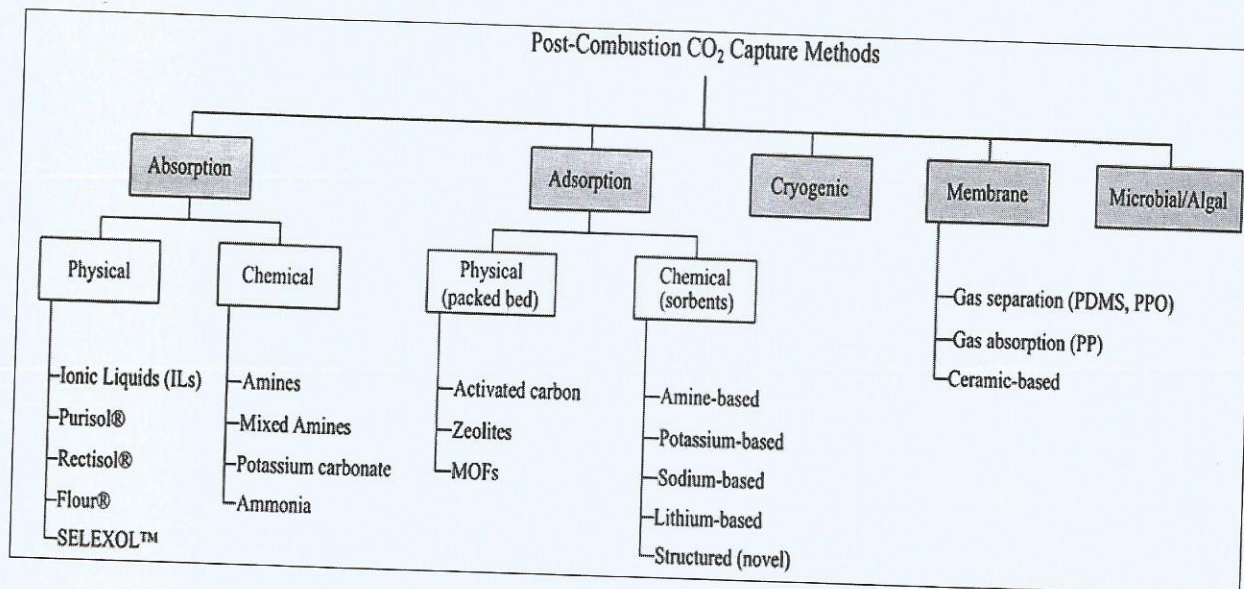 Post-Combustion CO₂ Capture Methods
Absorption
Adsorption
Cryogenic
Membrane
Microbial/Algal
Physical
Chemical
Physical
(packed bed)
Chemical
(sorbents)
Ionic Liquids (ILs)
Purisol®
Rectisol®
Flour®
SELEXOL™
Amines
Mixed Amines
Potassium carbonate
Ammonia
Activated carbon
Zeolites
MOFs
Amine-based
Potassium-based
Sodium-based
Lithium-based
Structured (novel)
Gas separation (PDMS, PPO)
Gas absorption (PP)
Ceramic-based